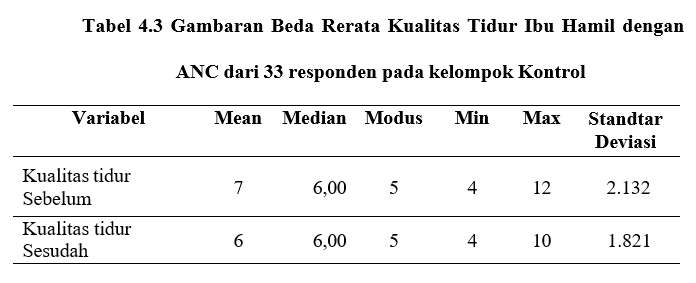 Tabel 4.3 Gambaran Beda Rerata Kualitas Tidur Ibu Hamil dengan
ANC dari 33 responden pada kelompok Kontrol
Variabel Mean Median Modus Min Max Standtar
Deviasi
Kualitas tidur
Sebelum 7 6,00 5 4 12 2.132
Kualitas tidur
Sesudah 6 6,00 5 4 10 1.821